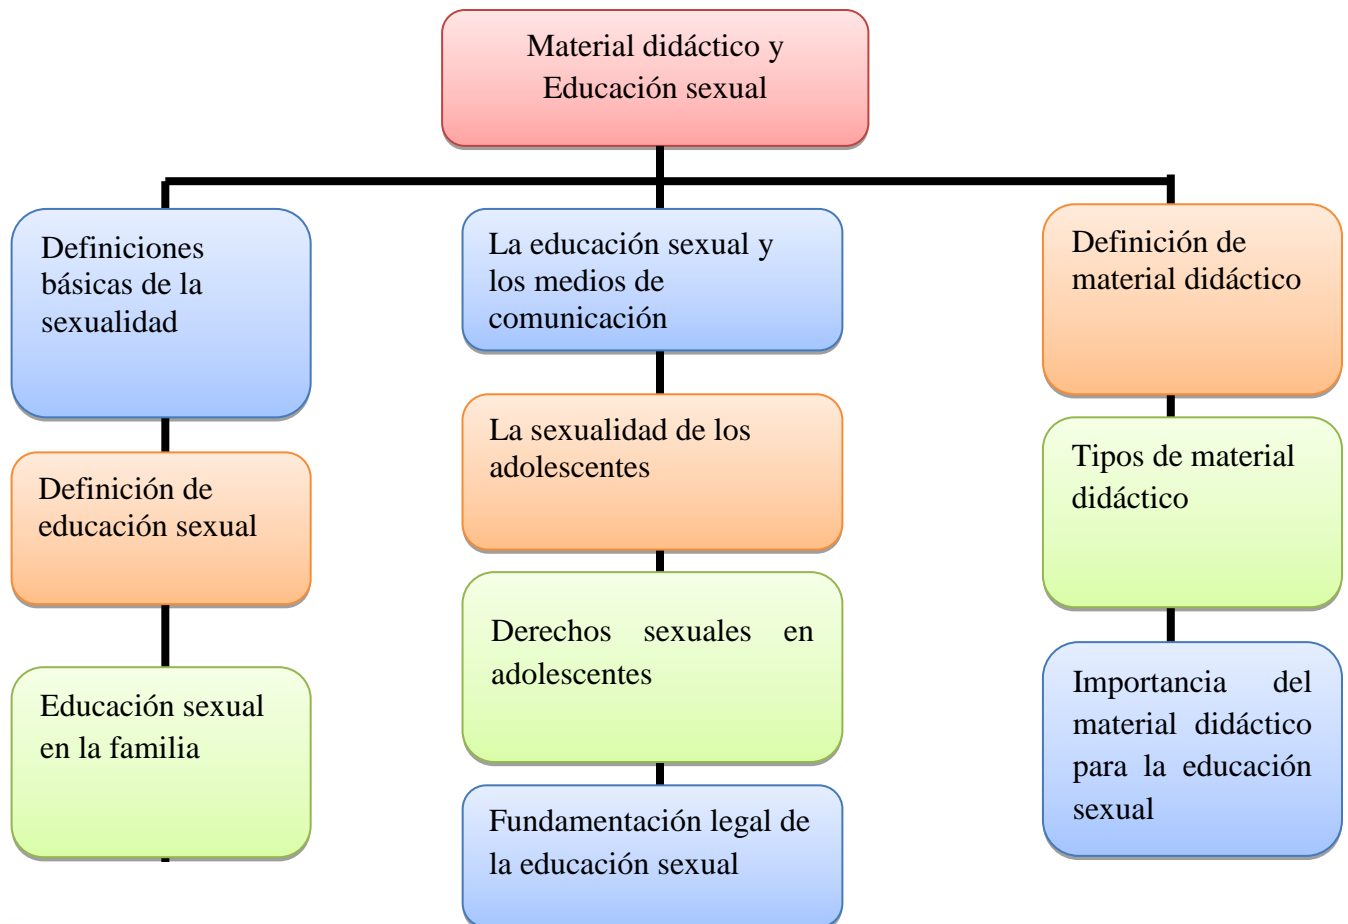 Material didáctico y
Educación sexual
Definiciones
básicas de la
sexualidad
Definición de
educación sexual
Educación sexual
en la familia
La educación sexual y
los medios de
comunicación
La sexualidad de los
adolescentes
Derechos sexuales en
adolescentes
Fundamentación legal de
la educación sexual
Definición de
material didáctico
Tipos de material
didáctico
Importancia del
material didáctico
para la educación
sexual